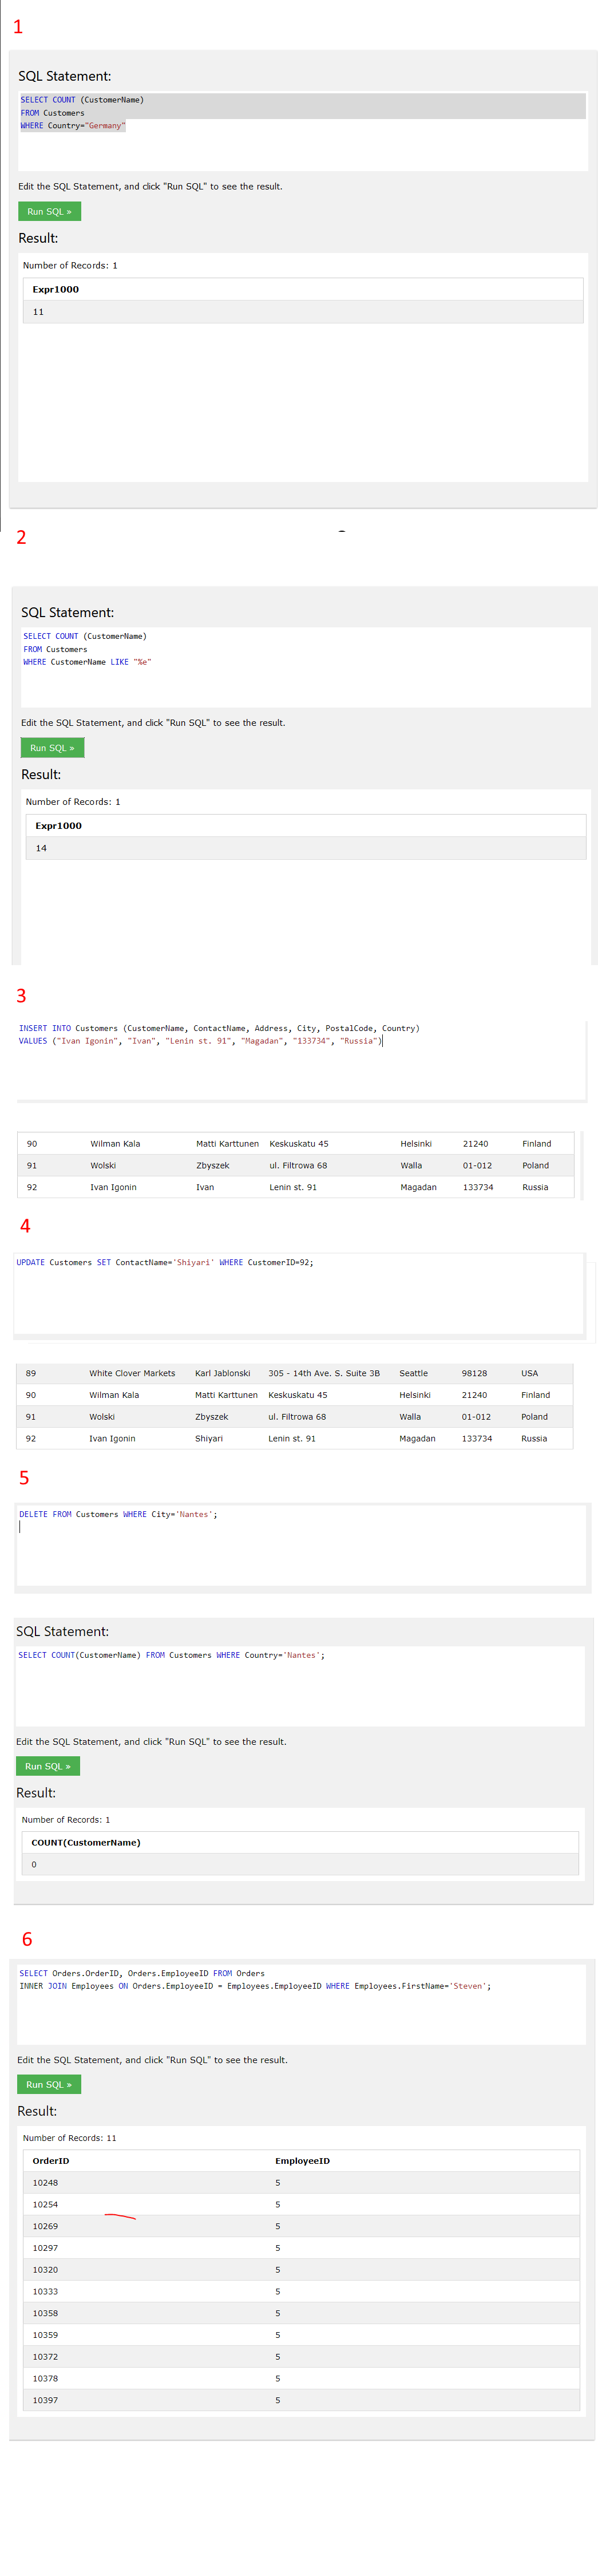 1
SQL Statement:
SELECT COUNT (CustomerName)
FROM Customers
WHERE Country="Germany"
Edit the SQL Statement, and click "Run SQL" to see the result.
Run SQL »
Result:
Number of Records: 1
Expr1000
11
2
SQL Statement:
SELECT COUNT (CustomerName)
FROM Customers
WHERE CustomerName LIKE "%e"
Edit the SQL Statement, and click "Run SQL" to see the result.
Run SQL »
Result:
Number of Records: 1
Expr1000
14
3
INSERT INTO Customers (CustomerName, ContactName, Address, City, PostalCode, Country)
VALUES ("Ivan Igonin", "Ivan", "Lenin st. 91", "Magadan", "133734", "Russia")
90 Wilman Kala Matti Karttunen Keskuskatu 45 Helsinki 21240 Finland
91 Wolski Zbyszek ul. Filtrowa 68 Walla 01-012 Poland
92 Ivan Igonin Ivan Lenin st. 91 Magadan 133734 Russia
4
UPDATE Customers SET ContactName='Shiyari' WHERE CustomerID=92;
89 White Clover Markets Karl Jablonski 305 - 14th Ave. S. Suite 3B Seattle 98128 USA
90 Wilman Kala Matti Karttunen Keskuskatu 45 Helsinki 21240 Finland
91 Wolski Zbyszek ul. Filtrowa 68 Walla 01-012 Poland
92 Ivan Igonin Shiyari Lenin st. 91 Magadan 133734 Russia
5
DELETE FROM Customers WHERE City='Nantes';
SQL Statement:
SELECT COUNT(CustomerName) FROM Customers WHERE Country='Nantes';
Edit the SQL Statement, and click "Run SQL" to see the result.
Run SQL »
Result:
Number of Records: 1
COUNT(CustomerName)
0
6
SELECT Orders.OrderID, Orders.EmployeeID FROM Orders
INNER JOIN Employees ON Orders.EmployeeID = Employees.EmployeeID WHERE Employees.FirstName='Steven';
Edit the SQL Statement, and click "Run SQL" to see the result.
Run SQL »
Result:
Number of Records: 11
OrderID EmployeeID
10248 5
10254 5
10269 5
10297 5
10320 5
10333 5
10358 5
10359 5
10372 5
10378 5
10397 5